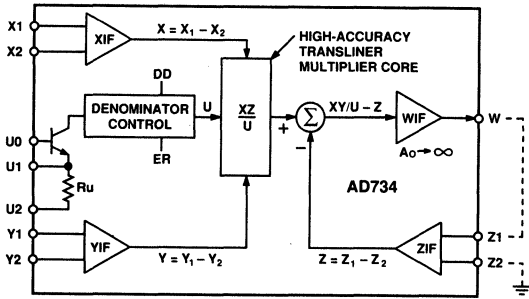 X1
X2
XIF
X = X₁ – X₂
HIGH-ACCURACY
TRANSLINER
MULTIPLIER CORE
DD
DENOMINATOR
CONTROL
U
XZ
U
+
Σ
–
XY/U – Z
WIF
W
A₀→∞
U0
U1
ER
Ru
AD734
U2
Y1
Y2
YIF
Y = Y₁ – Y₂
Z = Z₁ – Z₂
ZIF
Z1
Z2